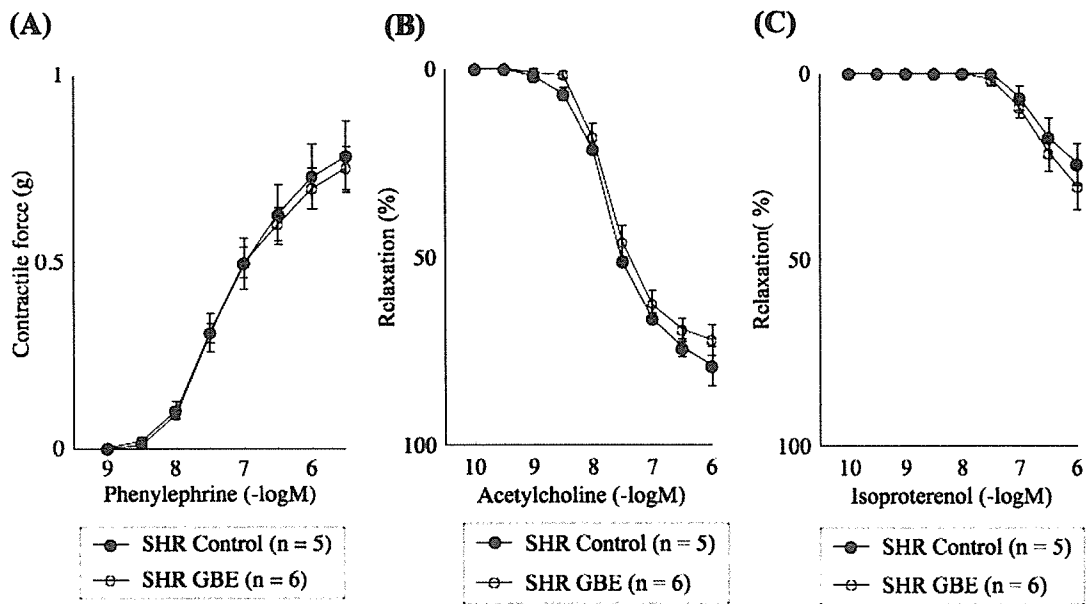 (A)
1
0.5
0
Contractile force (g)
9 8 7 6
Phenylephrine (-logM)
SHR Control (n = 5)
SHR GBE (n = 6)
(B)
0
50
100
Relaxation (%)
10 9 8 7 6
Acetylcholine (-logM)
SHR Control (n = 5)
SHR GBE (n = 6)
(C)
0
50
100
Relaxation( %)
10 9 8 7 6
Isoproterenol (-logM)
SHR Control (n = 5)
SHR GBE (n = 6)